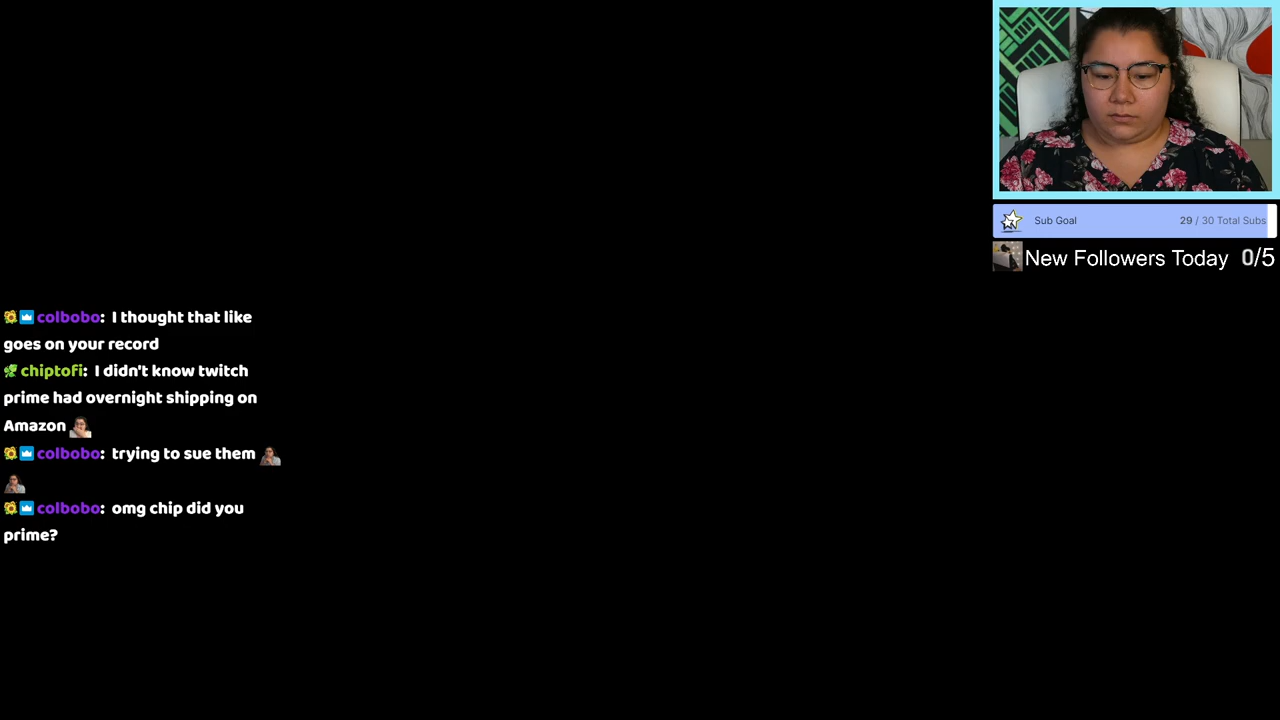 Sub Goal 29 / 30 Total Subs
New Followers Today 0/5
colbobo: I thought that like
goes on your record
chiptofi: I didn't know twitch
prime had overnight shipping on
Amazon
colbobo: trying to sue them
colbobo: omg chip did you
prime?